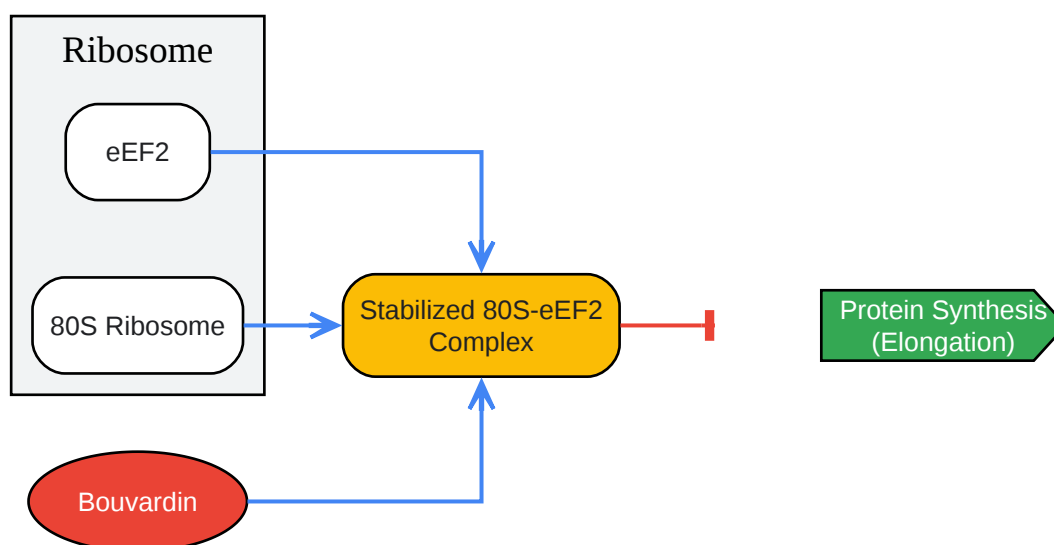 Ribosome
eEF2
80S Ribosome
Stabilized 80S-eEF2
Complex
Protein Synthesis
(Elongation)
Bouvardin